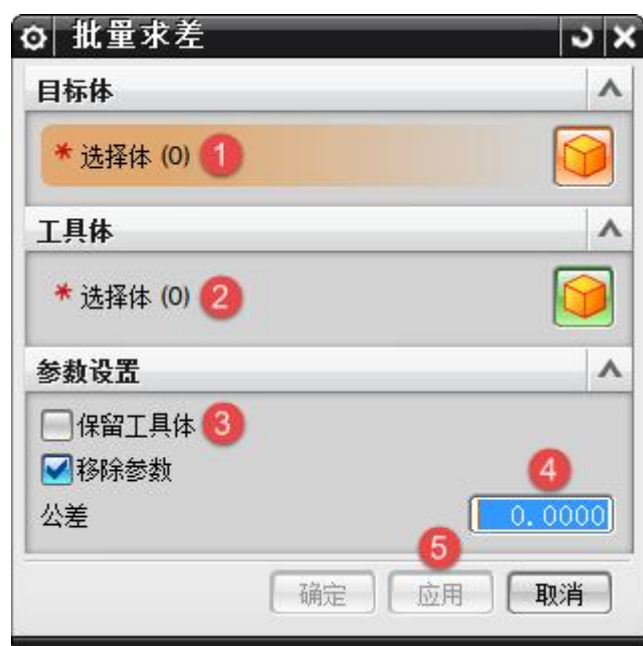 批量求差
目标体
* 选择体 (0) 1
工具体
* 选择体 (0) 2
参数设置
保留工具体 3
移除参数
4
公差 0.0000
5
确定 应用 取消